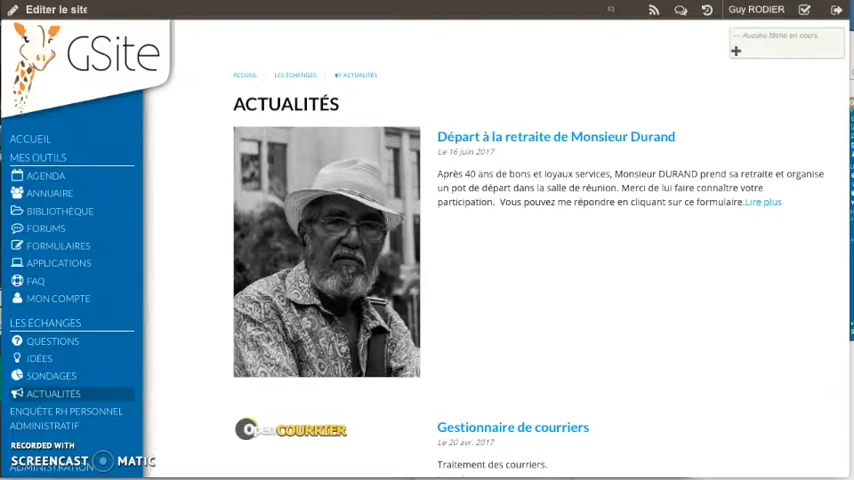 Editer le site
63
Guy RODIER
GSite
— Aucune tâche en cours.
ACCUEIL
LES ÉCHANGES
ACTUALITÉS
ACTUALITÉS
Départ à la retraite de Monsieur Durand
Le 16 juin 2017
Après 40 ans de bons et loyaux services, Monsieur DURAND prend sa retraite et organise
un pot de départ dans la salle de réunion. Merci de lui faire connaître votre
participation.  Vous pouvez me répondre en cliquant sur ce formulaire.Lire plus
ACCUEIL
MES OUTILS
AGENDA
ANNUAIRE
BIBLIOTHÈQUE
FORUMS
FORMULAIRES
APPLICATIONS
FAQ
MON COMPTE
LES ÉCHANGES
QUESTIONS
IDÉES
SONDAGES
ACTUALITÉS
ENQUÊTE RH PERSONNEL
ADMINISTRATIF
RECORDED WITH
SCREENCAST MATIC
ADMINISTRATION
OpenCOURRIER
Gestionnaire de courriers
Le 20 avr. 2017
Traitement des courriers.